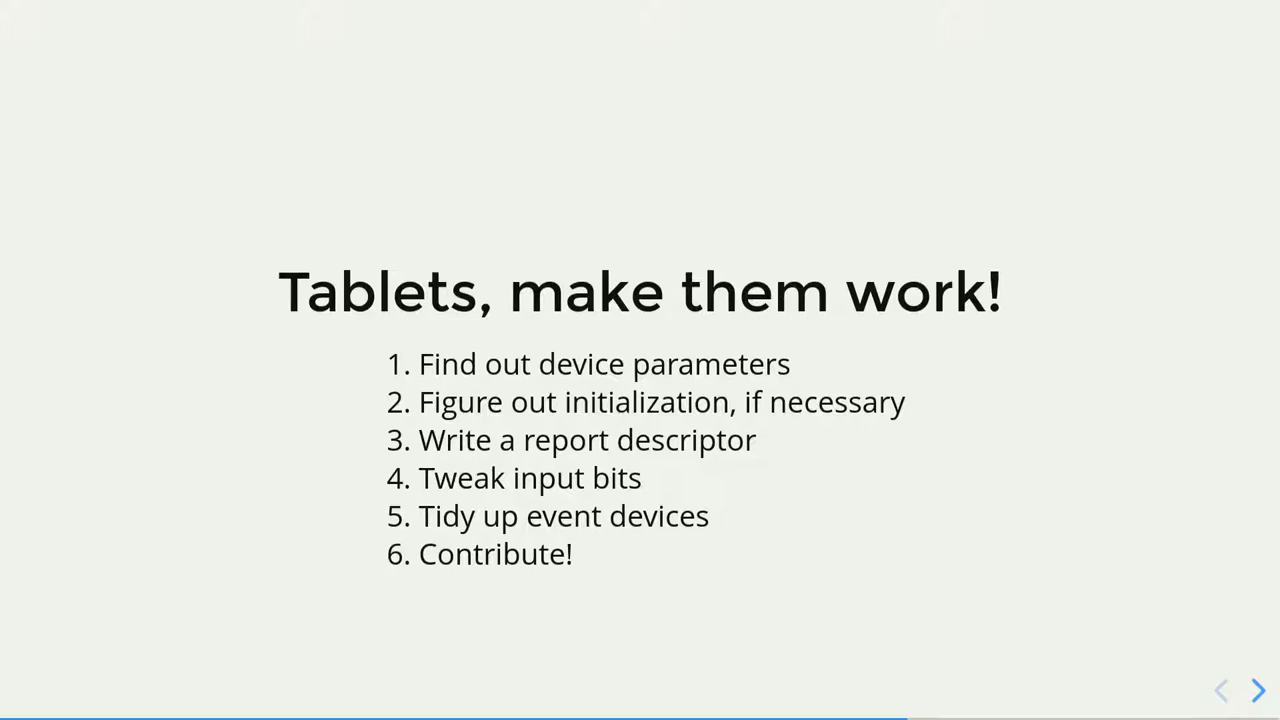 Tablets, make them work!
1. Find out device parameters
2. Figure out initialization, if necessary
3. Write a report descriptor
4. Tweak input bits
5. Tidy up event devices
6. Contribute!